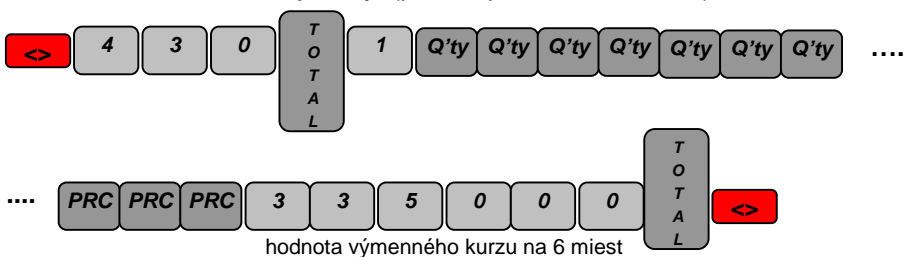 <> 4 3 0 TOTAL 1 Q'ty Q'ty Q'ty Q'ty Q'ty Q'ty Q'ty ....
.... PRC PRC PRC 3 3 5 0 0 0 TOTAL <>
hodnota výmenného kurzu na 6 miest